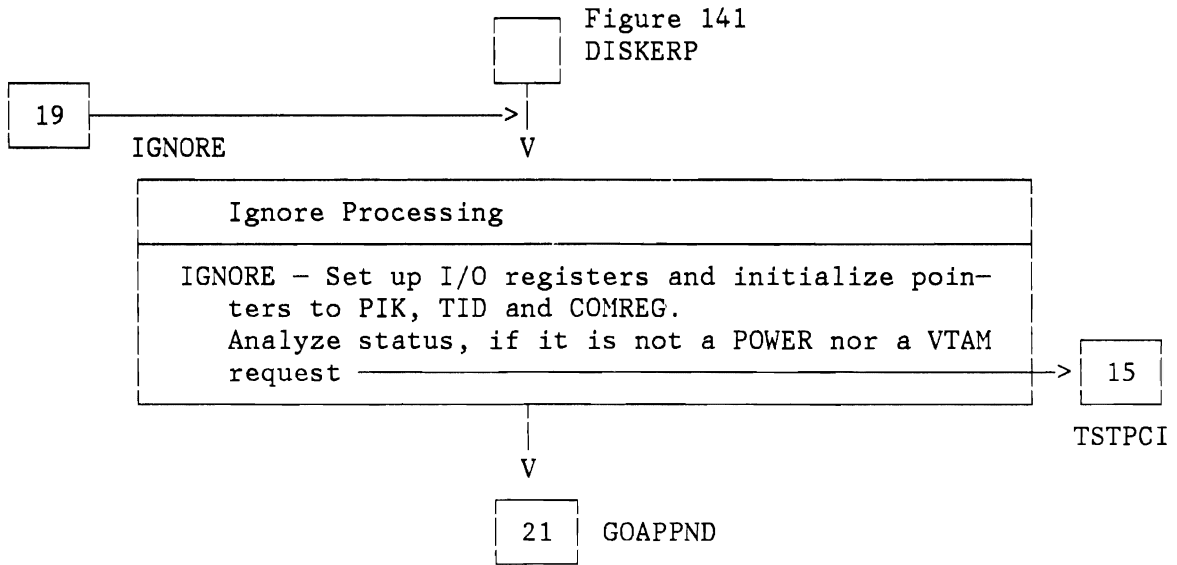 Figure 141
DISKERP
19
>
IGNORE
V
Ignore Processing
IGNORE — Set up I/O registers and initialize poin—
ters to PIK, TID and COMREG.
Analyze status, if it is not a POWER nor a VTAM
request > 15
TSTPCI
V
21 GOAPPND